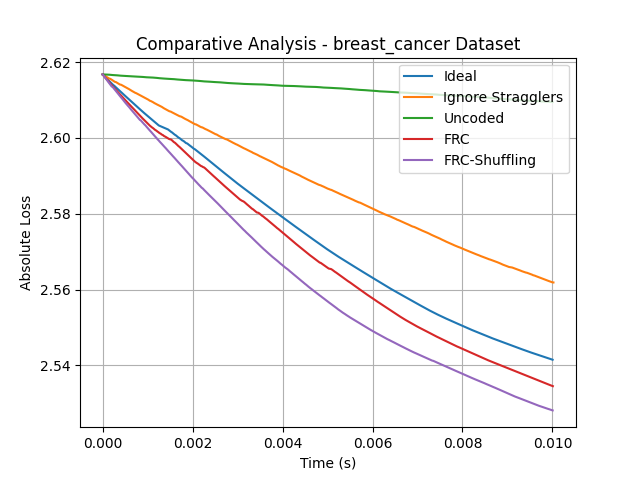 Comparative Analysis - breast_cancer Dataset
2.62
2.60
2.58
2.56
2.54
Absolute Loss
Ideal
Ignore Stragglers
Uncoded
FRC
FRC-Shuffling
0.000 0.002 0.004 0.006 0.008 0.010
Time (s)